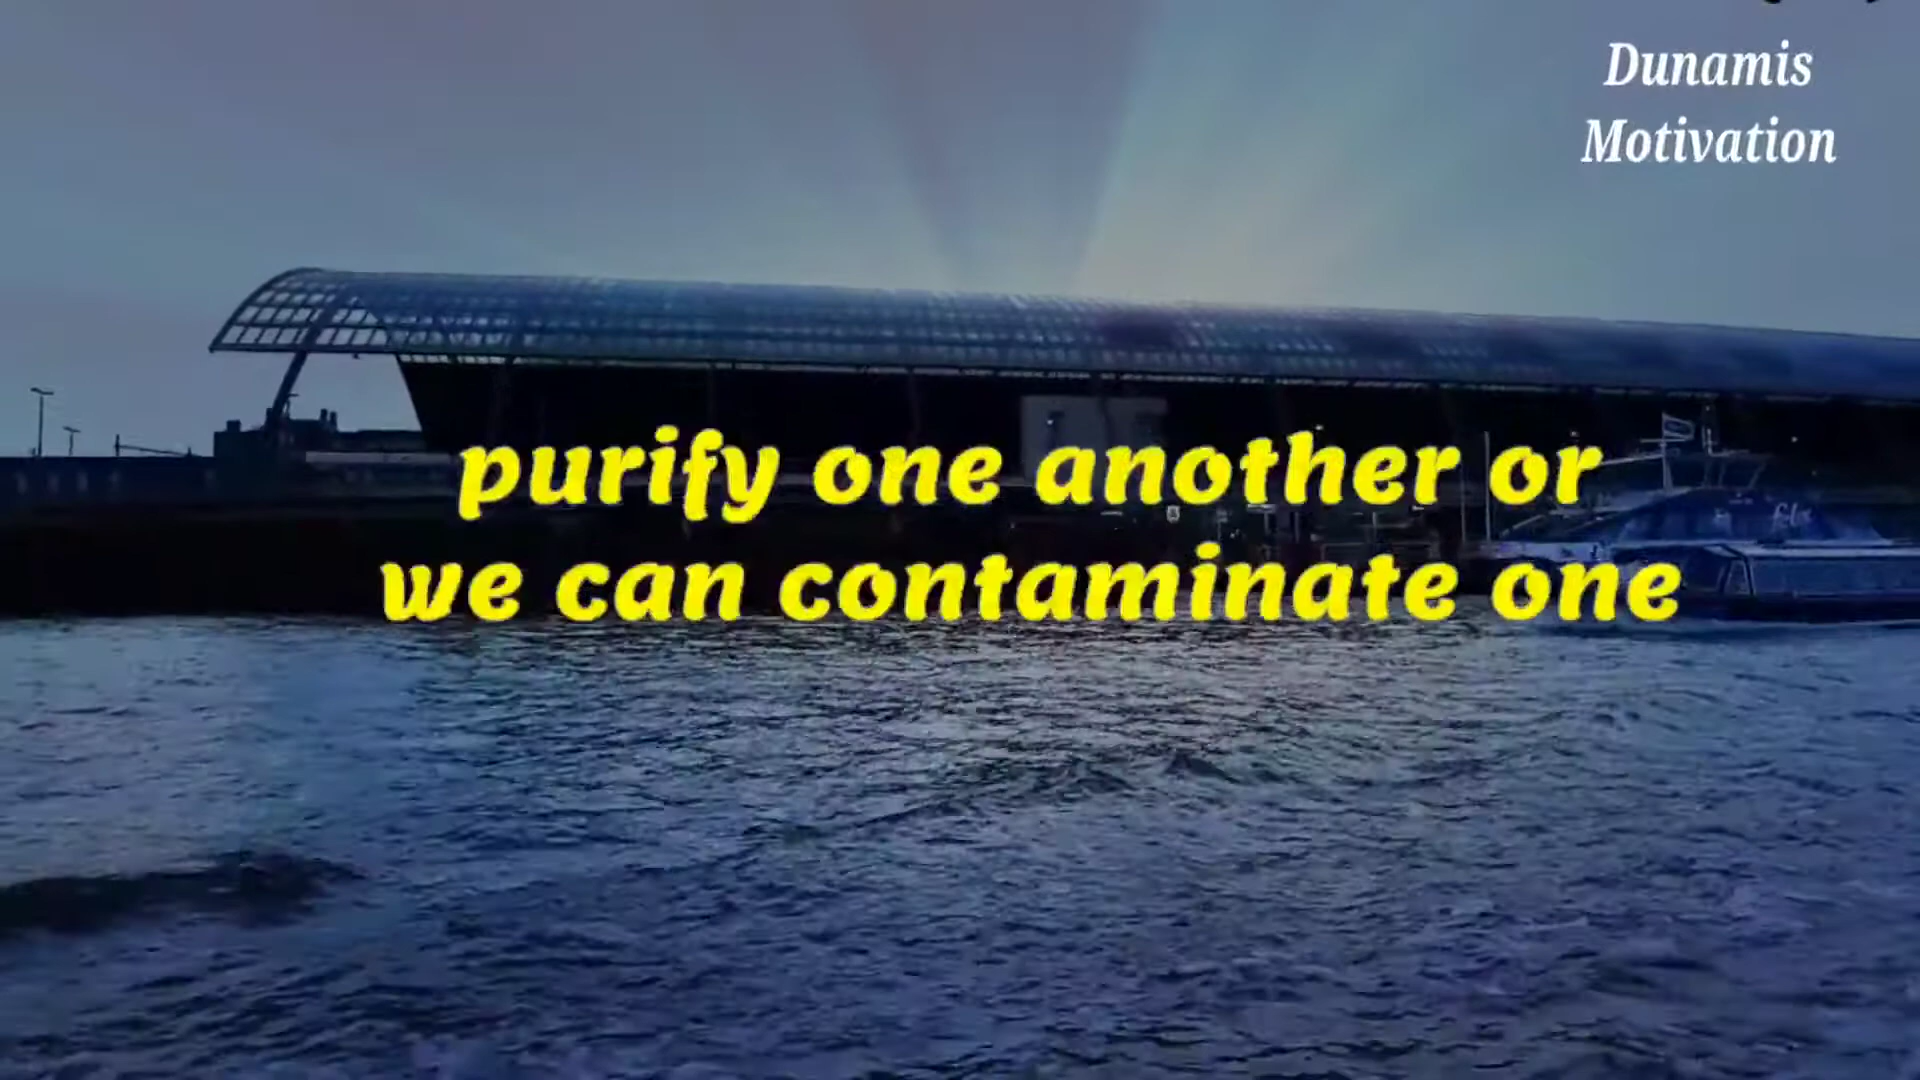 Dunamis
Motivation
purify one another or
we can contaminate one